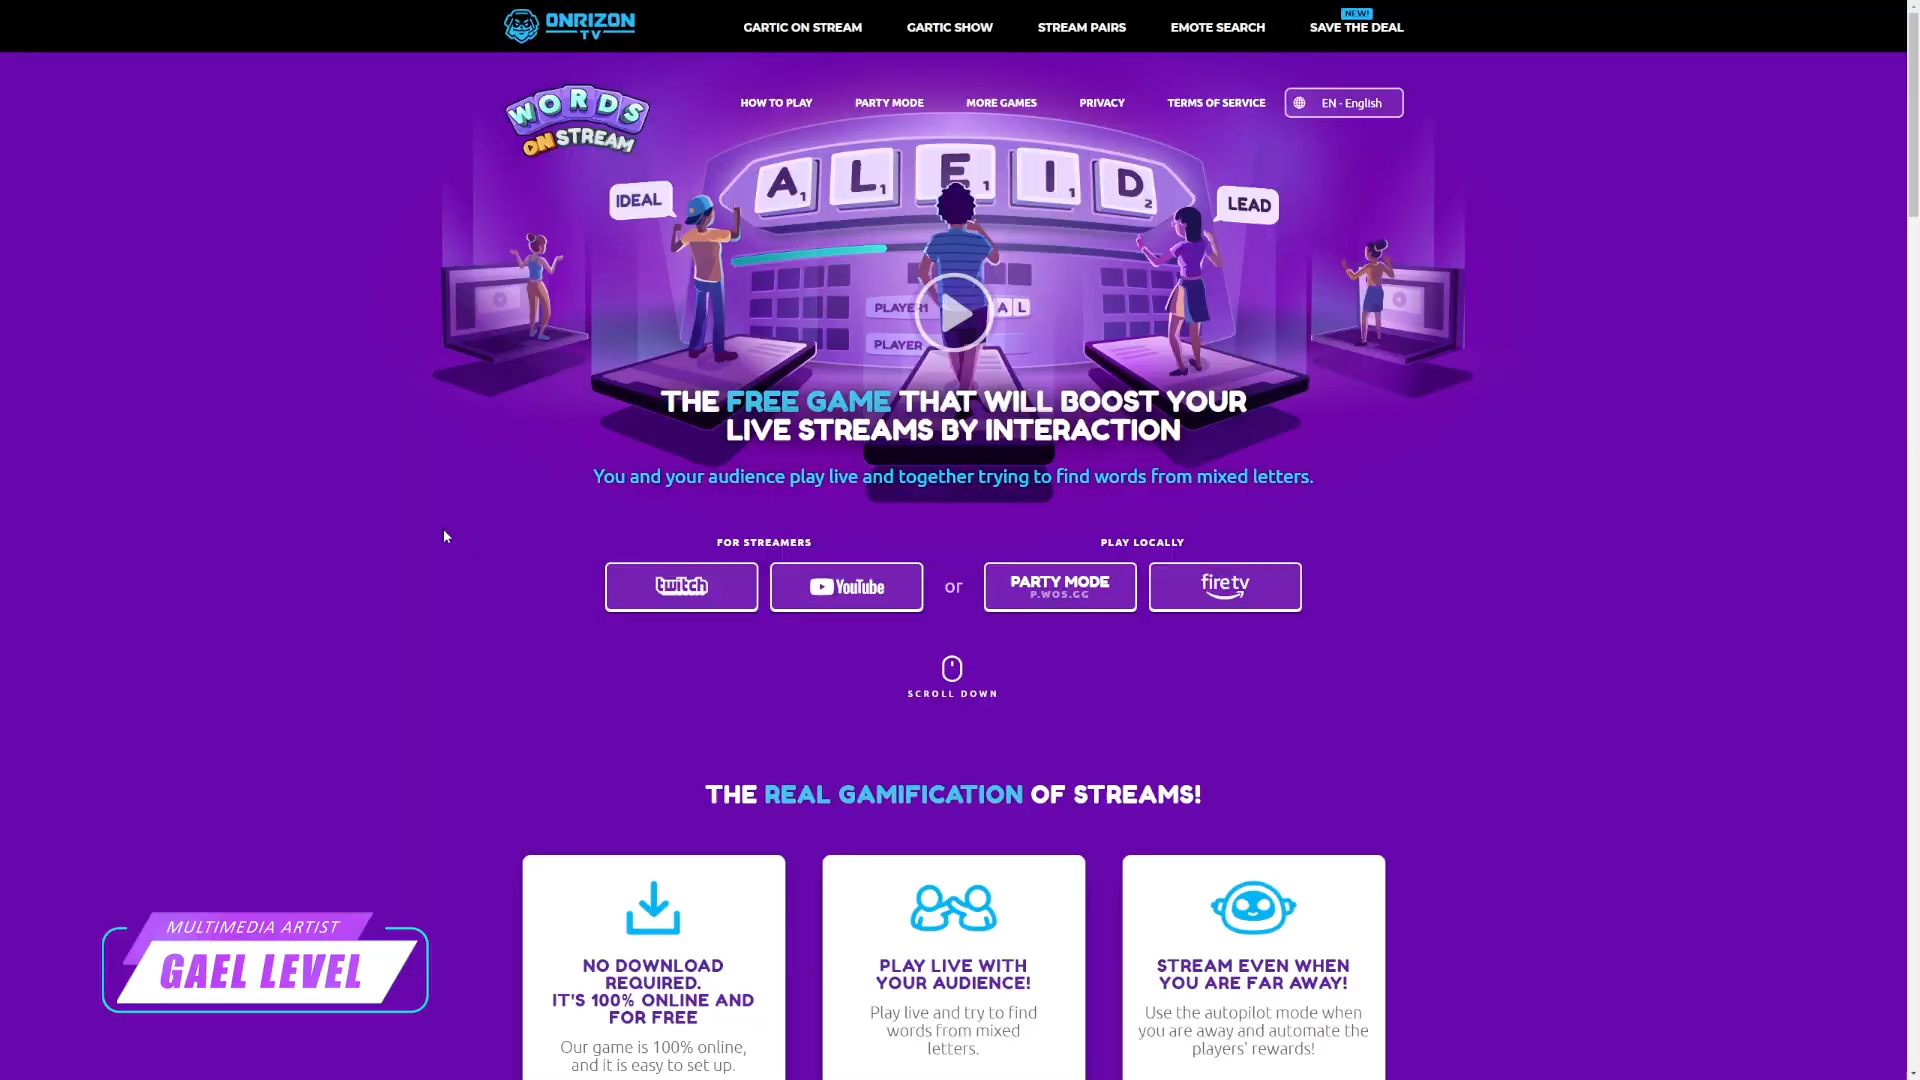 ONRIZON TV
GARTIC ON STREAM
GARTIC SHOW
STREAM PAIRS
EMOTE SEARCH
NEW!
SAVE THE DEAL
WORDS
ON STREAM
HOW TO PLAY
PARTY MODE
MORE GAMES
PRIVACY
TERMS OF SERVICE
EN - English
A1 L1 E1 I1 D2
IDEAL
LEAD
PLAYER1
A L
PLAYER
THE FREE GAME THAT WILL BOOST YOUR
LIVE STREAMS BY INTERACTION
You and your audience play live and together trying to find words from mixed letters.
FOR STREAMERS
PLAY LOCALLY
twitch
YouTube
or
PARTY MODE
P.WOS.GG
firetv
SCROLL DOWN
THE REAL GAMIFICATION OF STREAMS!
NO DOWNLOAD
REQUIRED.
IT'S 100% ONLINE AND
FOR FREE
Our game is 100% online,
and it is easy to set up.
PLAY LIVE WITH
YOUR AUDIENCE!
Play live and try to find
words from mixed
letters.
STREAM EVEN WHEN
YOU ARE FAR AWAY!
Use the autopilot mode when
you are away and automate the
players' rewards!
MULTIMEDIA ARTIST
GAEL LEVEL